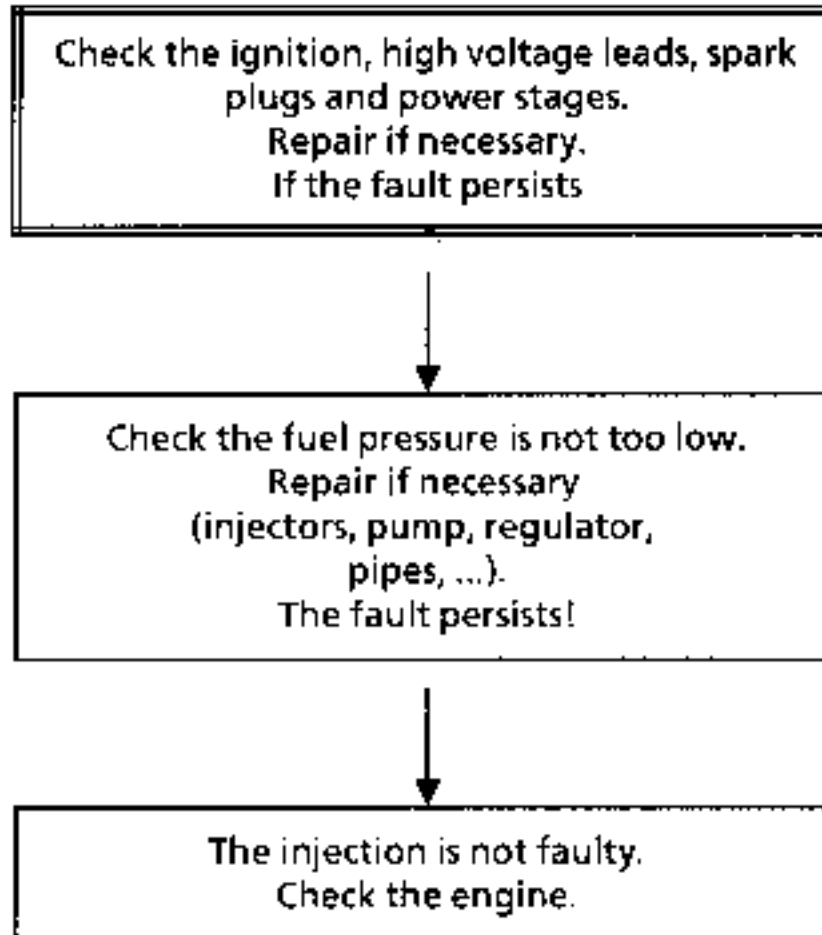 Check the ignition, high voltage leads, spark
plugs and power stages.
Repair if necessary.
If the fault persists
Check the fuel pressure is not too low.
Repair if necessary
(injectors, pump, regulator,
pipes, ...).
The fault persists!
The injection is not faulty.
Check the engine.